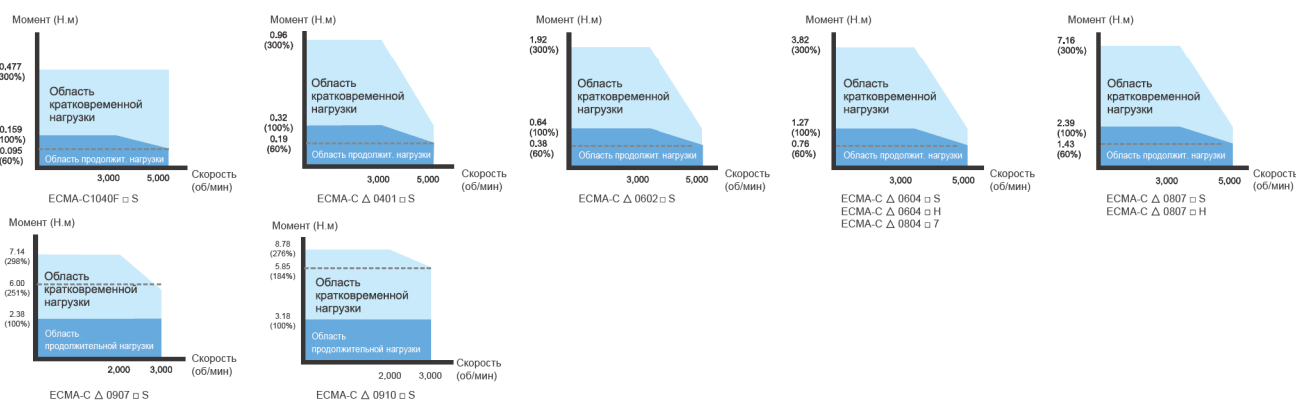 Момент (Н.м)
0.477
300%)
0.159
100%)
0.095
(60%)
Область
кратковременной
нагрузки
Область продолжит. нагрузки
3,000
5,000
Скорость
(об/мин)
ECMA-C1040F □ S
Момент (Н.м)
0.96
(300%)
0.32
(100%)
0.19
(60%)
Область
кратковременной
нагрузки
Область продолжит. нагрузки
3,000
5,000
Скорость
(об/мин)
ECMA-C △ 0401 □ S
Момент (Н.м)
1.92
(300%)
0.64
(100%)
0.38
(60%)
Область
кратковременной
нагрузки
Область продолжит. нагрузки
3,000
5,000
Скорость
(об/мин)
ECMA-C △ 0602 □ S
Момент (Н.м)
3.82
(300%)
1.27
(100%)
0.76
(60%)
Область
кратковременной
нагрузки
Область продолжит. нагрузки
3,000
5,000
Скорость
(об/мин)
ECMA-C △ 0604 □ S
ECMA-C △ 0604 □ H
ECMA-C △ 0804 □ 7
Момент (Н.м)
7.16
(300%)
2.39
(100%)
1,43
(60%)
Область
кратковременной
нагрузки
Область продолжит. нагрузки
3,000
5,000
Скорость
(об/мин)
ECMA-C △ 0807 □ S
ECMA-C △ 0807 □ H
Момент (Н.м)
7.14
(298%)
6.00
(251%)
2.38
(100%)
Область
кратковременной
нагрузки
Область
продолжительной нагрузки
2,000
3,000
Скорость
(об/мин)
ECMA-C △ 0907 □ S
Момент (Н.м)
8.78
(276%)
5.85
(184%)
3.18
(100%)
Область
кратковременной
нагрузки
Область
продолжительной нагрузки
2,000
3,000
Скорость
(об/мин)
ECMA-C △ 0910 □ S